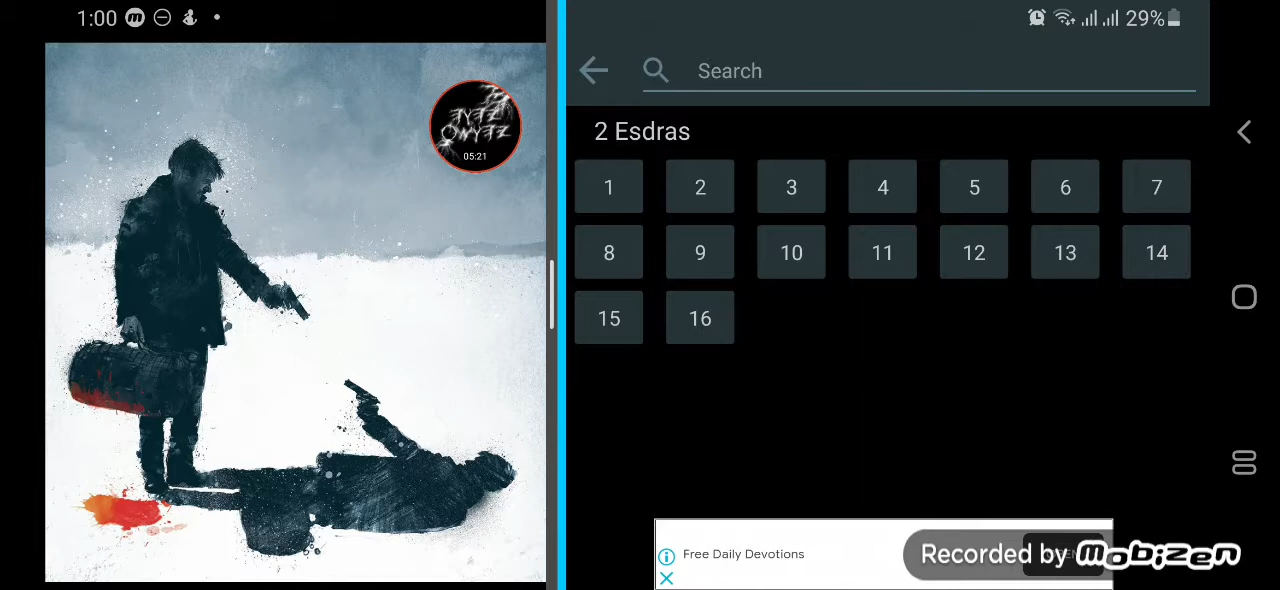 1:00
29%
05:21
Search
2 Esdras
1 2 3 4 5 6 7
8 9 10 11 12 13 14
15 16
Free Daily Devotions
Recorded by mobizen